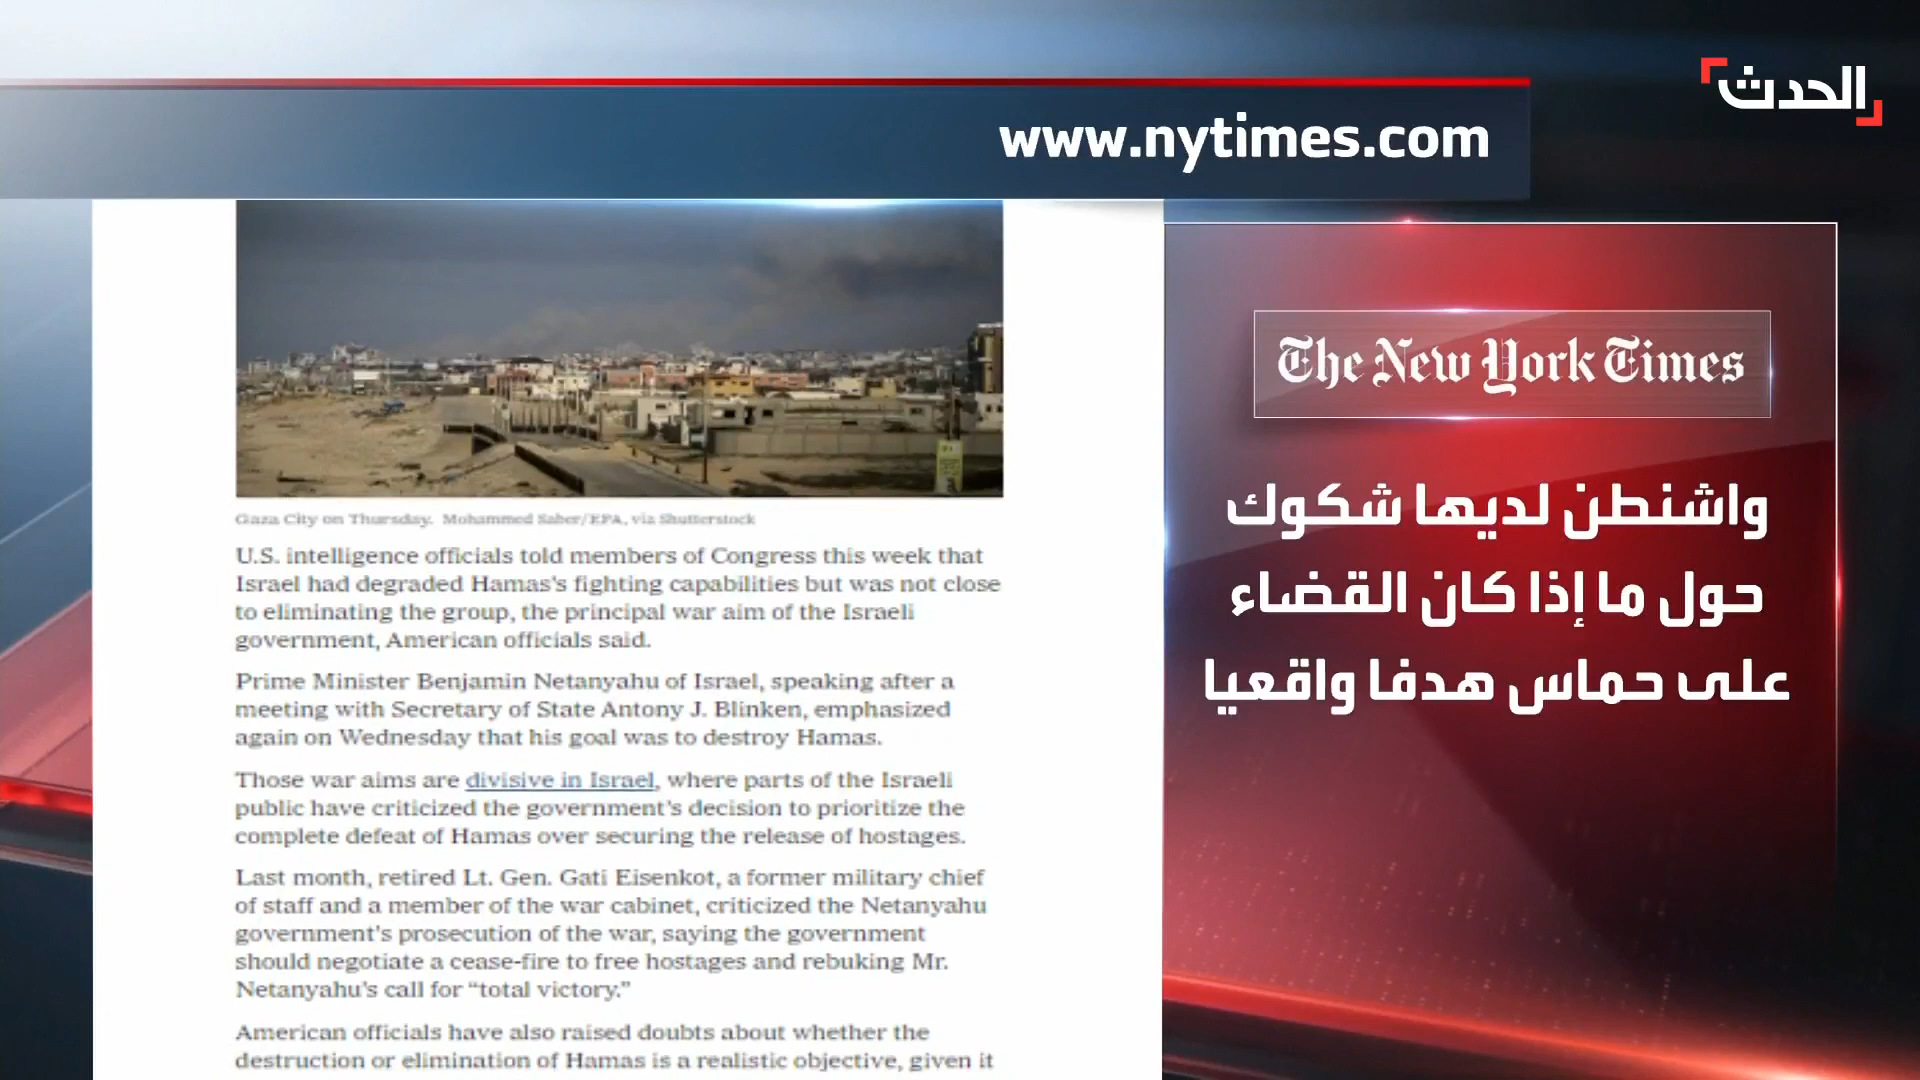 الحدث
www.nytimes.com
The New York Times
واشنطن لديها شكوك
حول ما إذا كان القضاء
على حماس هدفا واقعيا
Gaza City on Thursday. Mohammed Saber/EPA, via Shutterstock
U.S. intelligence officials told members of Congress this week that
Israel had degraded Hamas's fighting capabilities but was not close
to eliminating the group, the principal war aim of the Israeli
government, American officials said.
Prime Minister Benjamin Netanyahu of Israel, speaking after a
meeting with Secretary of State Antony J. Blinken, emphasized
again on Wednesday that his goal was to destroy Hamas.
Those war aims are divisive in Israel, where parts of the Israeli
public have criticized the government's decision to prioritize the
complete defeat of Hamas over securing the release of hostages.
Last month, retired Lt. Gen. Gati Eisenkot, a former military chief
of staff and a member of the war cabinet, criticized the Netanyahu
government's prosecution of the war, saying the government
should negotiate a cease-fire to free hostages and rebuking Mr.
Netanyahu's call for “total victory.”
American officials have also raised doubts about whether the
destruction or elimination of Hamas is a realistic objective, given it